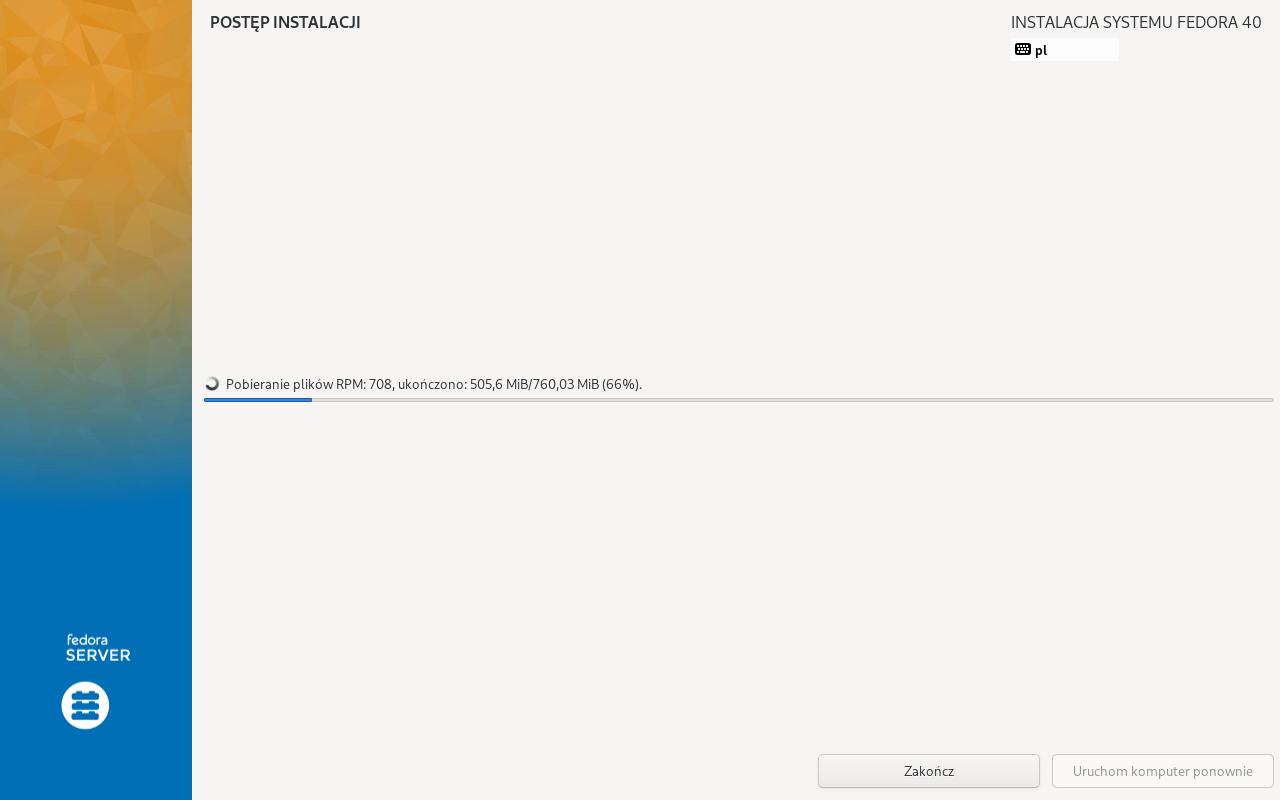 POSTĘP INSTALACJI
INSTALACJA SYSTEMU FEDORA 40
pl
Pobieranie plików RPM: 708, ukończono: 505,6 MiB/760,03 MiB (66%).
fedora
SERVER
Zakończ
Uruchom komputer ponownie